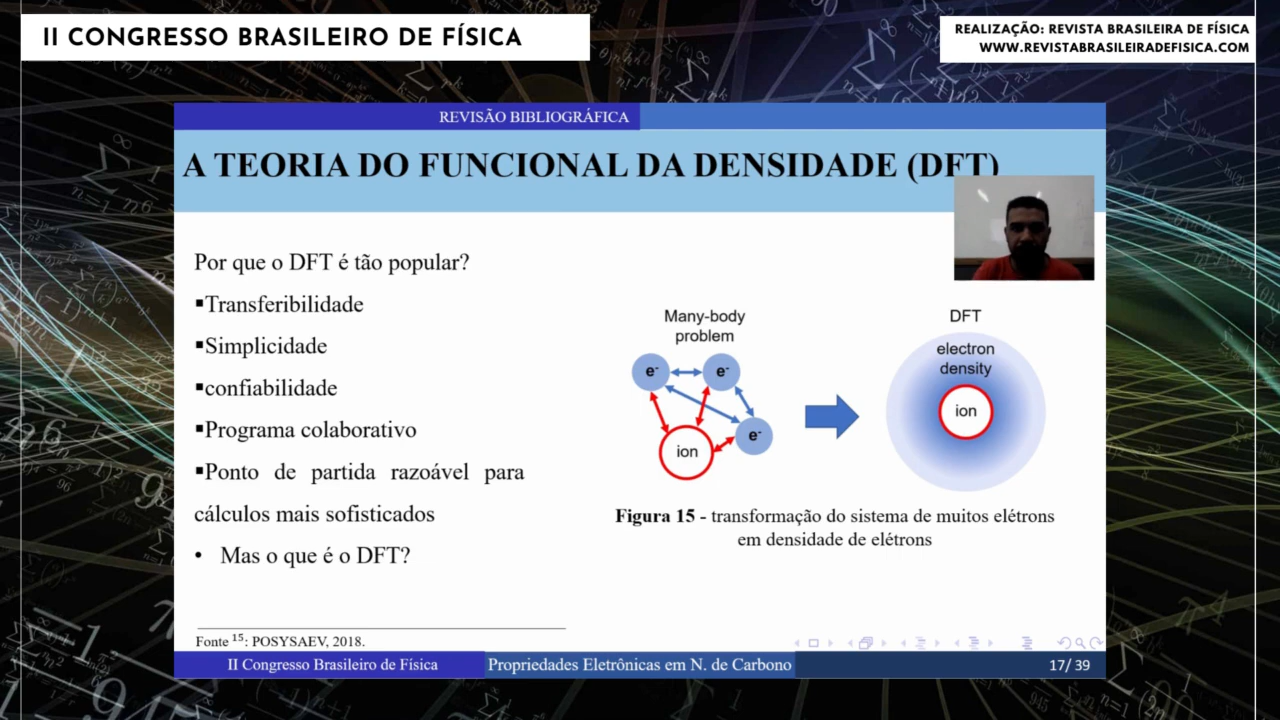 II CONGRESSO BRASILEIRO DE FÍSICA
REALIZAÇÃO: REVISTA BRASILEIRA DE FÍSICA
WWW.REVISTABRASILEIRADEFISICA.COM
REVISÃO BIBLIOGRÁFICA
A TEORIA DO FUNCIONAL DA DENSIDADE (DFT)
Por que o DFT é tão popular?
▪Transferibilidade
▪Simplicidade
▪confiabilidade
▪Programa colaborativo
▪Ponto de partida razoável para
cálculos mais sofisticados
• Mas o que é o DFT?
Many-body
problem
e-
e-
e-
ion
DFT
electron
density
ion
Figura 15 - transformação do sistema de muitos elétrons
em densidade de elétrons
Fonte 15: POSYSAEV, 2018.
II Congresso Brasileiro de Física
Propriedades Eletrônicas em N. de Carbono
17/ 39